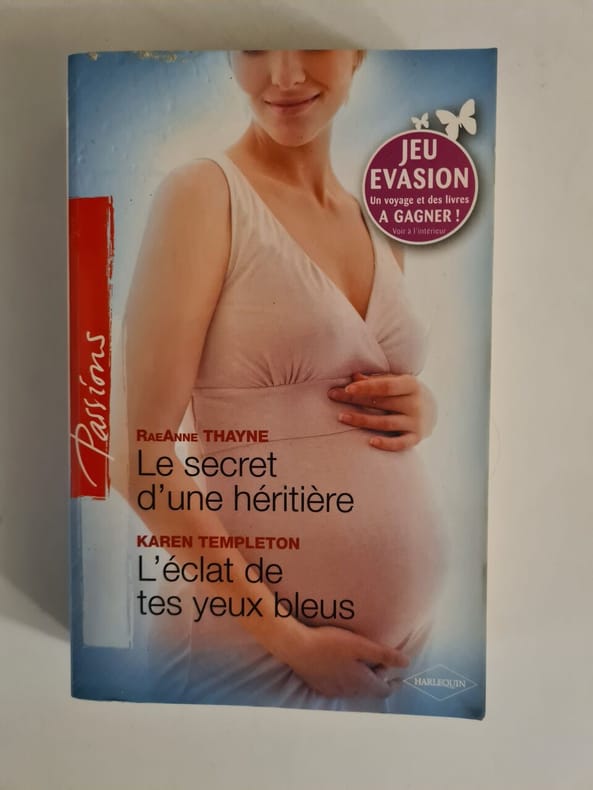 JEU
EVASION
Un voyage et des livres
A GAGNER !
Voir à l'intérieur
Passions
RAEANNE THAYNE
Le secret
d'une héritière
KAREN TEMPLETON
L'éclat de
tes yeux bleus
HARLEQUIN